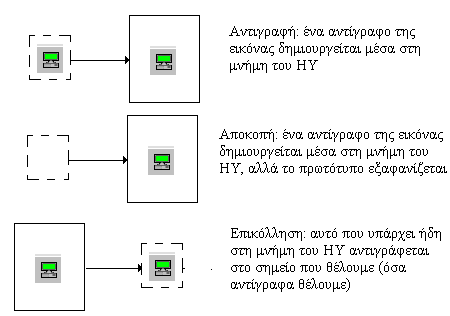 Αντιγραφή: ένα αντίγραφο της
εικόνας δημιουργείται μέσα στη
μνήμη του ΗΥ
Αποκοπή: ένα αντίγραφο της εικόνας
δημιουργείται μέσα στη μνήμη του
ΗΥ, αλλά το πρωτότυπο εξαφανίζεται
Επικόλληση: αυτό που υπάρχει ήδη
στη μνήμη του ΗΥ αντιγράφεται
στο σημείο που θέλουμε (όσα
αντίγραφα θέλουμε)